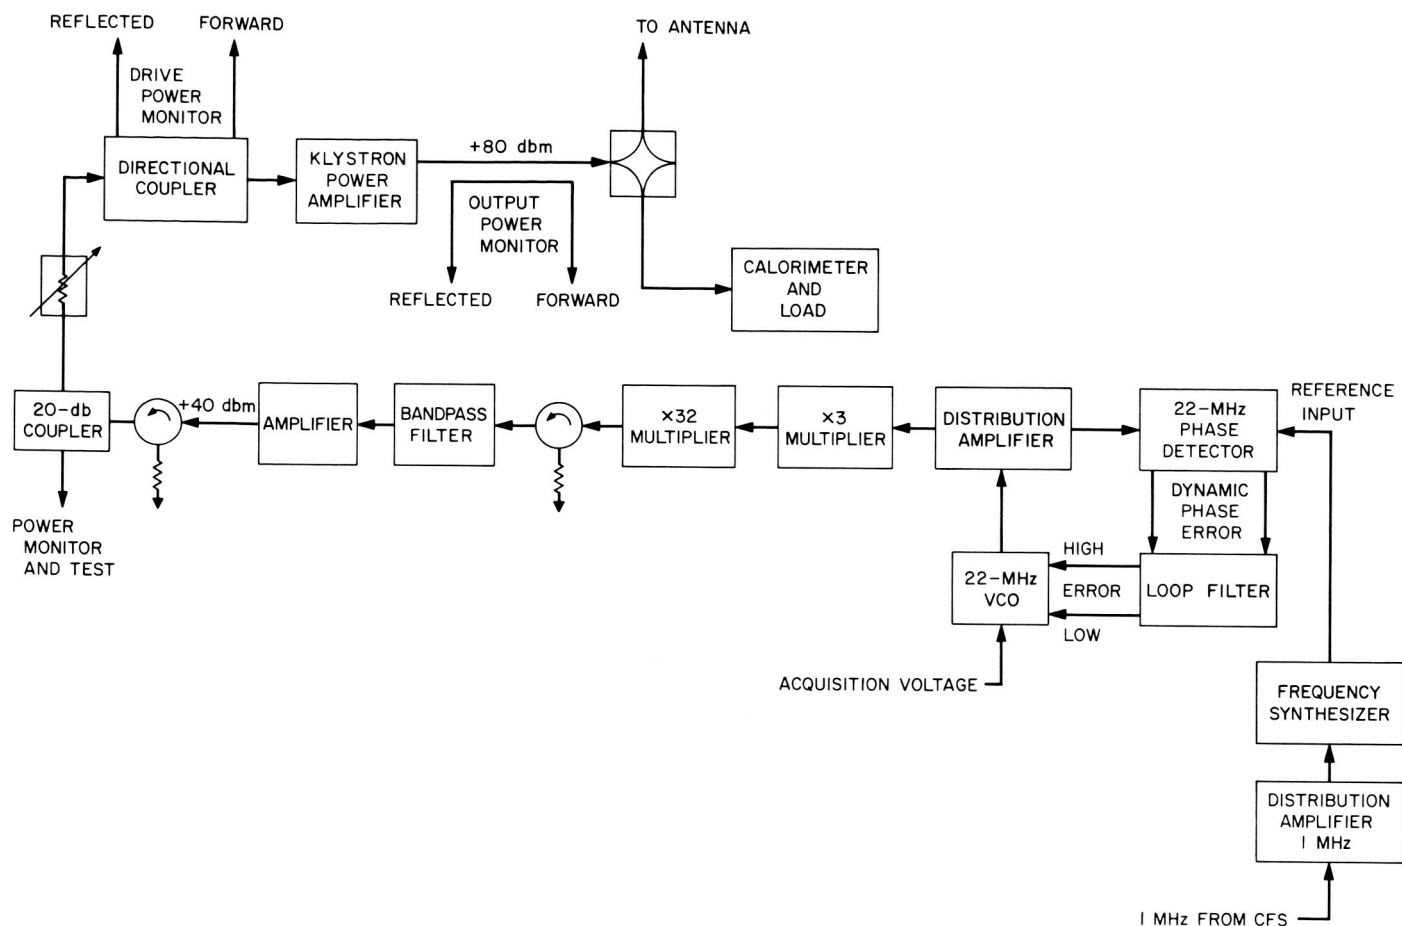 REFLECTED
FORWARD
DRIVE
POWER
MONITOR
DIRECTIONAL
COUPLER
KLYSTRON
POWER
AMPLIFIER
+80 dbm
TO ANTENNA
OUTPUT
POWER
MONITOR
REFLECTED
FORWARD
CALORIMETER
AND
LOAD
20-db
COUPLER
+40 dbm
AMPLIFIER
BANDPASS
FILTER
×32
MULTIPLIER
×3
MULTIPLIER
DISTRIBUTION
AMPLIFIER
22-MHz
PHASE
DETECTOR
REFERENCE
INPUT
POWER
MONITOR
AND TEST
DYNAMIC
PHASE
ERROR
HIGH
22-MHz
VCO
ERROR
LOW
LOOP FILTER
ACQUISITION VOLTAGE
FREQUENCY
SYNTHESIZER
DISTRIBUTION
AMPLIFIER
1 MHz
1 MHz FROM CFS